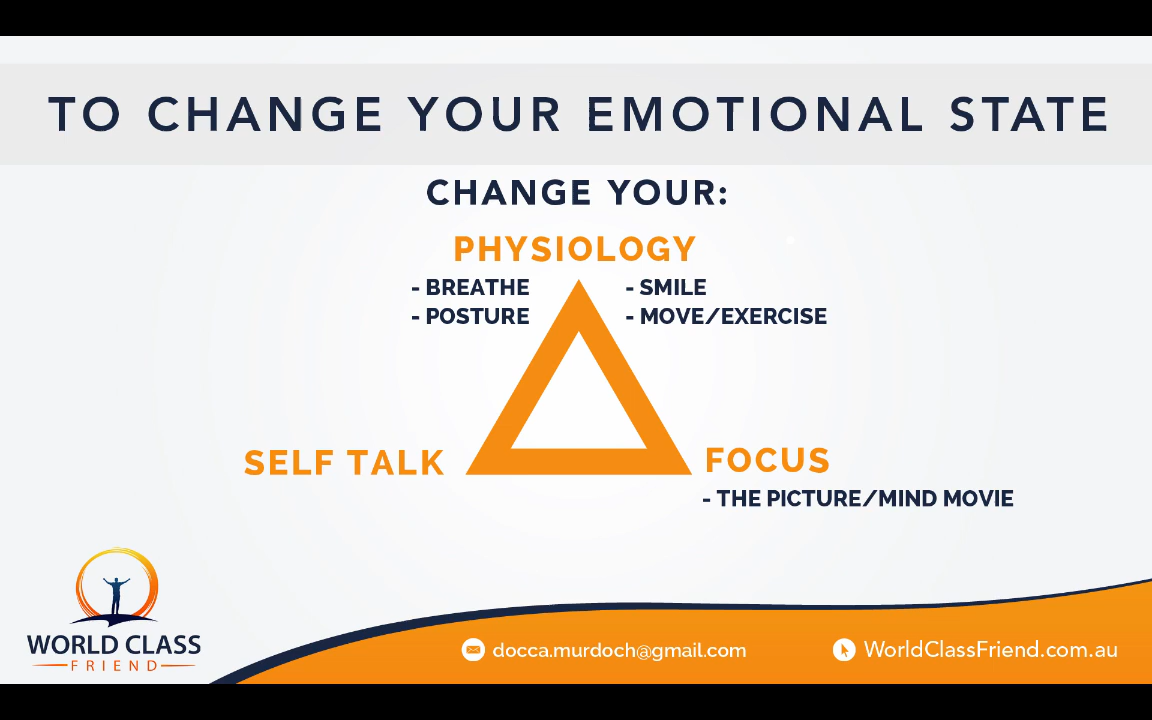 TO CHANGE YOUR EMOTIONAL STATE
CHANGE YOUR:
PHYSIOLOGY
- BREATHE
- POSTURE
- SMILE
- MOVE/EXERCISE
SELF TALK
FOCUS
- THE PICTURE/MIND MOVIE
WORLD CLASS
FRIEND
docca.murdoch@gmail.com
WorldClassFriend.com.au